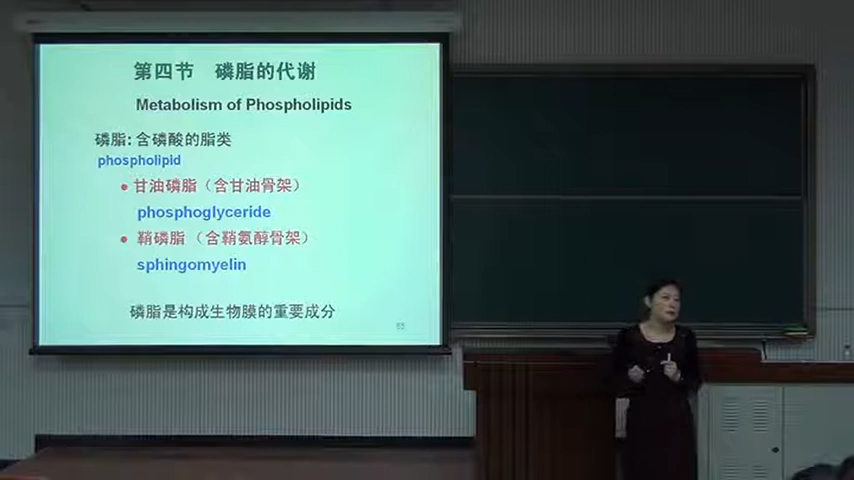 第四节 磷脂的代谢
Metabolism of Phospholipids
磷脂: 含磷酸的脂类
phospholipid
● 甘油磷脂（含甘油骨架）
phosphoglyceride
● 鞘磷脂（含鞘氨醇骨架）
sphingomyelin
磷脂是构成生物膜的重要成分